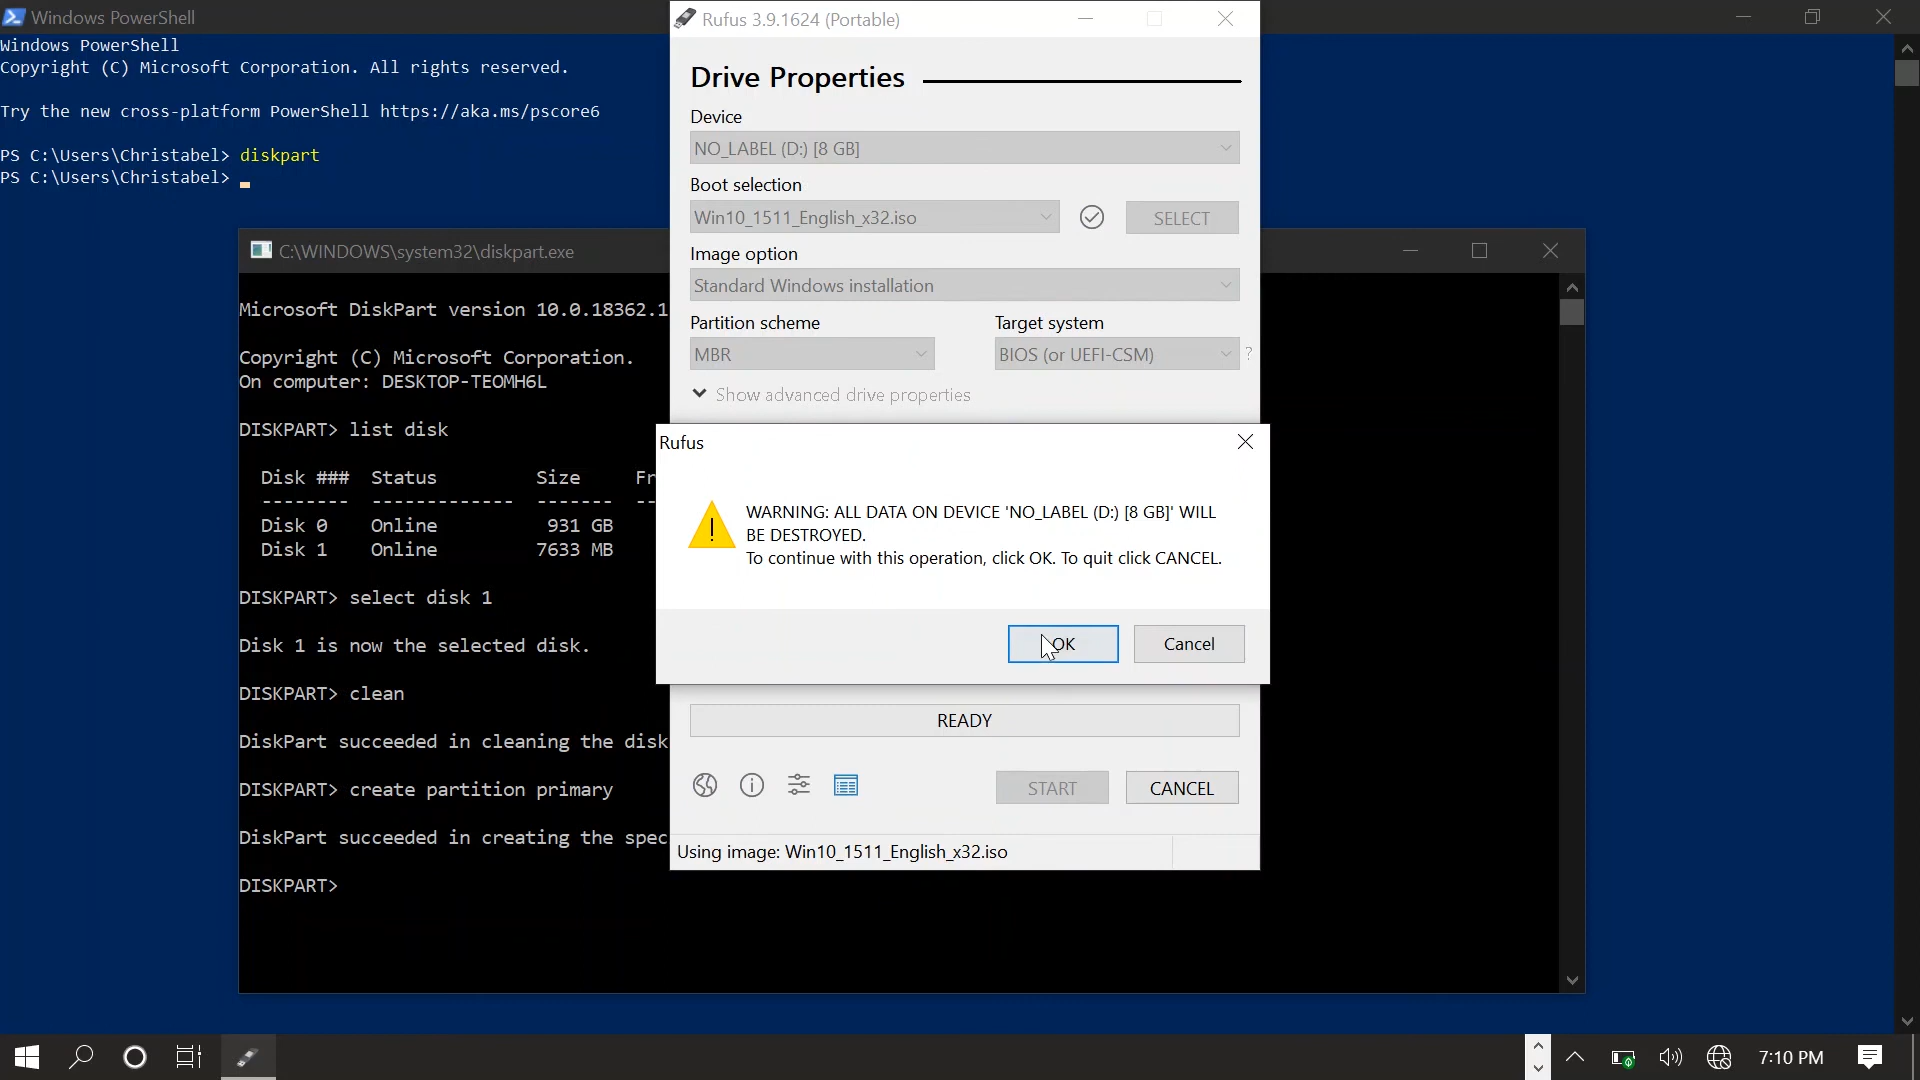 Windows PowerShell
Windows PowerShell
Copyright (C) Microsoft Corporation. All rights reserved.
Try the new cross-platform PowerShell https://aka.ms/pscore6
PS C:\Users\Christabel> diskpart
PS C:\Users\Christabel>
C:\WINDOWS\system32\diskpart.exe
Microsoft DiskPart version 10.0.18362.1
Copyright (C) Microsoft Corporation.
On computer: DESKTOP-TEOMH6L
DISKPART> list disk
Disk ### Status Size Fr
-------- ------------- ------- --
Disk 0 Online 931 GB
Disk 1 Online 7633 MB
DISKPART> select disk 1
Disk 1 is now the selected disk.
DISKPART> clean
DiskPart succeeded in cleaning the disk
DISKPART> create partition primary
DiskPart succeeded in creating the spec
DISKPART>
Rufus 3.9.1624 (Portable)
Drive Properties
Device
NO_LABEL (D:) [8 GB]
Boot selection
Win10_1511_English_x32.iso
SELECT
Image option
Standard Windows installation
Partition scheme Target system
MBR BIOS (or UEFI-CSM) ?
Show advanced drive properties
Rufus
WARNING: ALL DATA ON DEVICE 'NO_LABEL (D:) [8 GB]' WILL
BE DESTROYED.
To continue with this operation, click OK. To quit click CANCEL.
OK Cancel
READY
START CANCEL
Using image: Win10_1511_English_x32.iso
7:10 PM